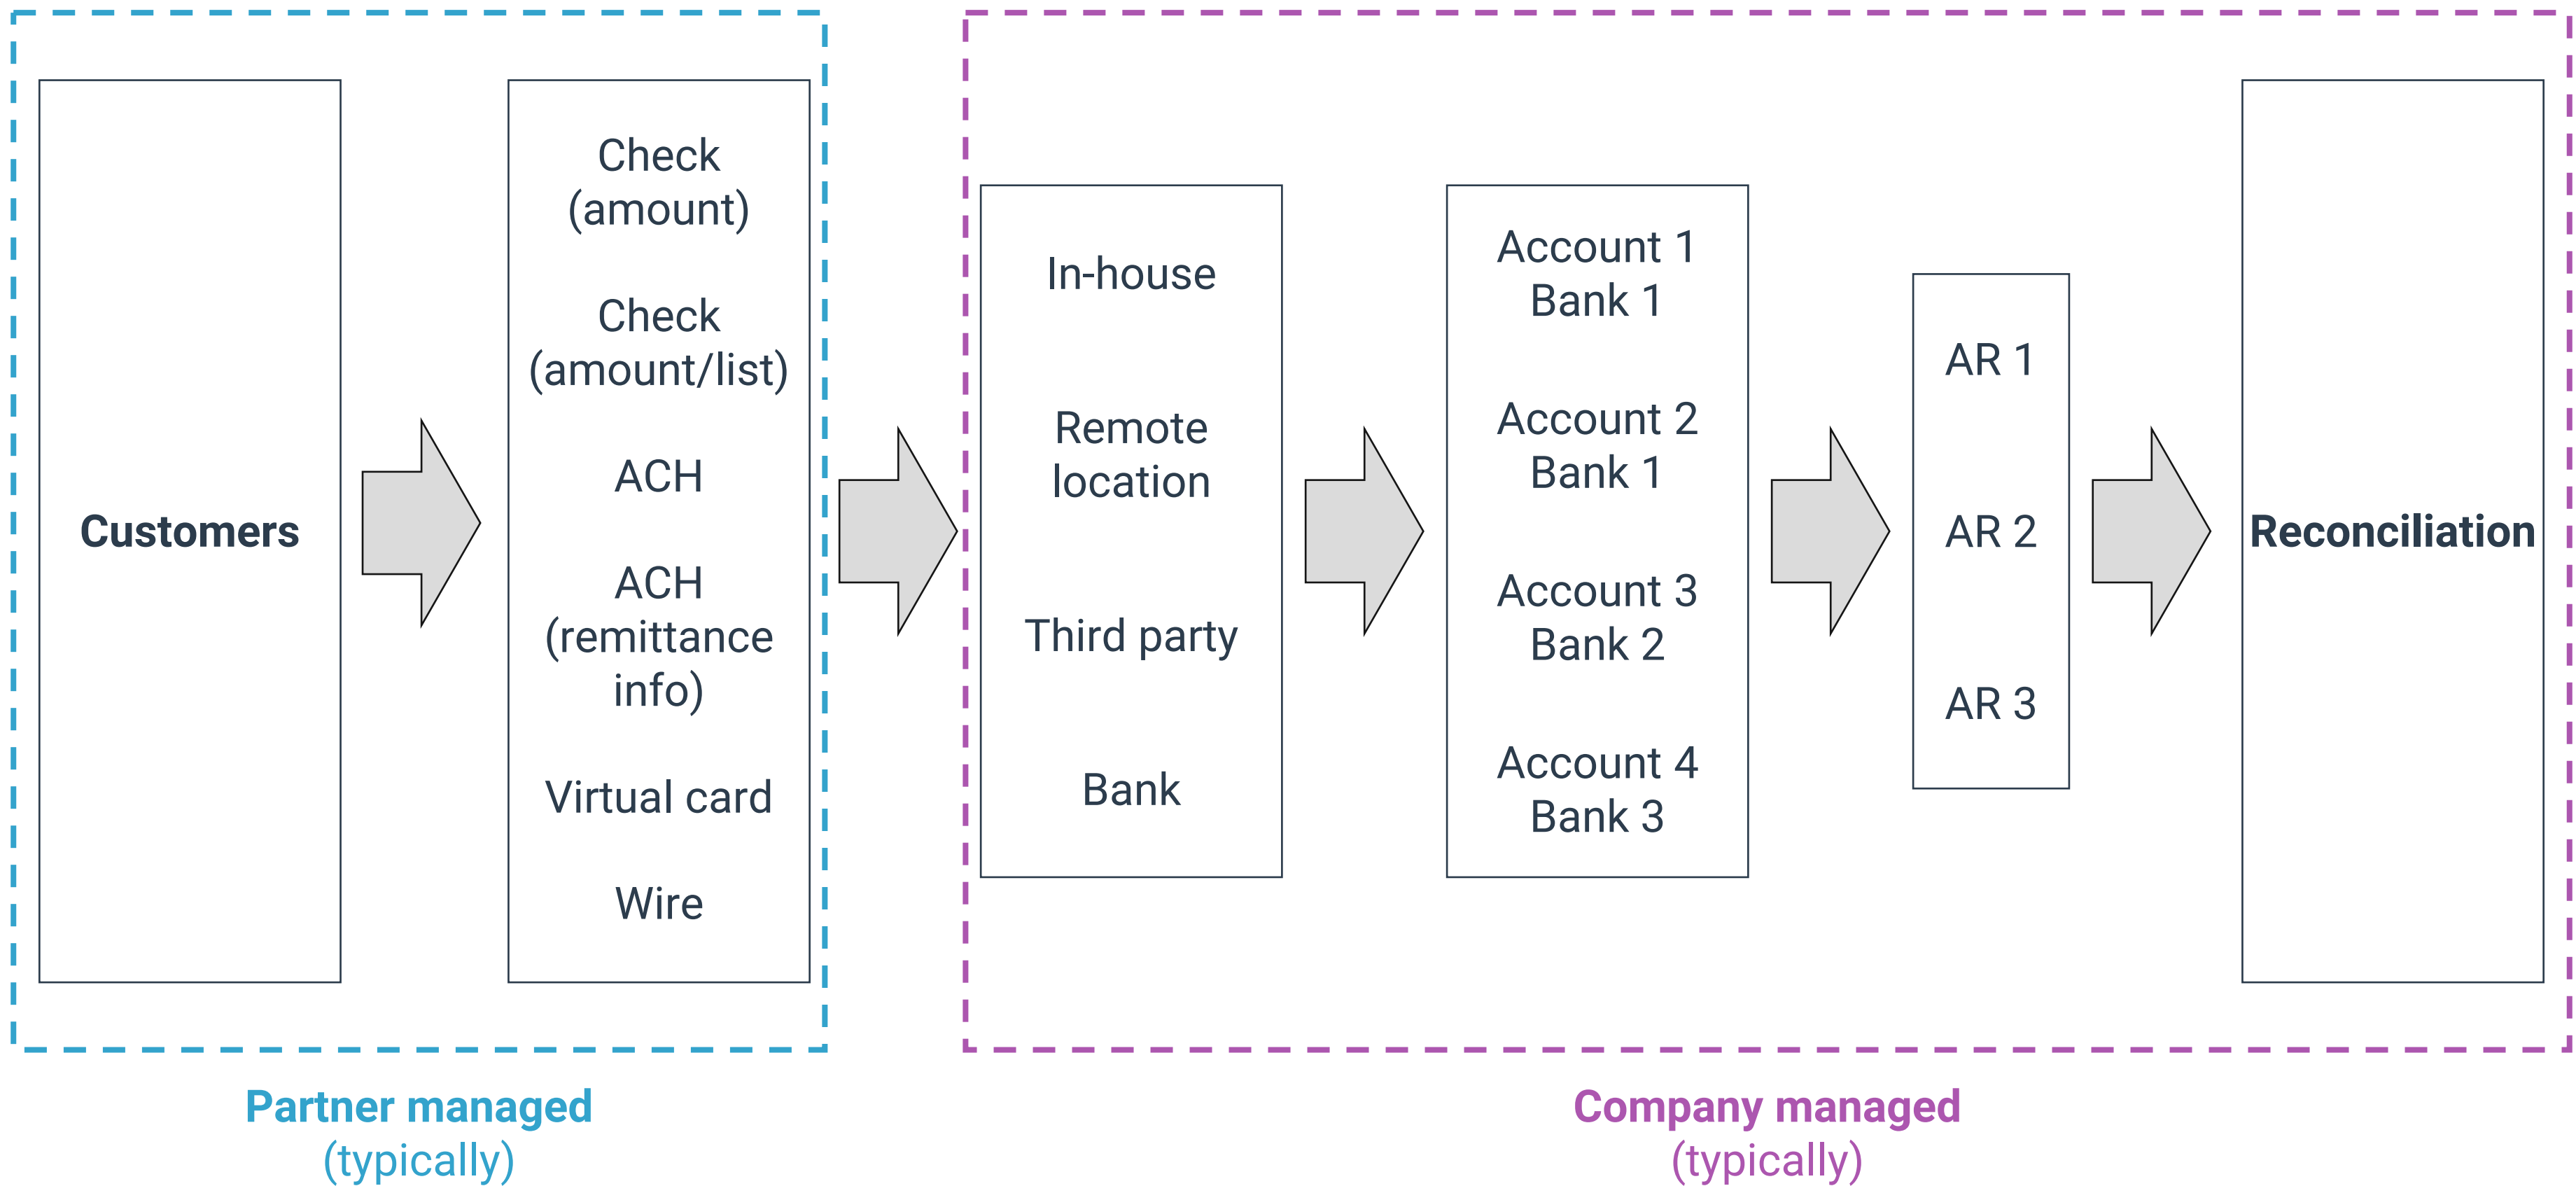 Customers
Check
(amount)
Check
(amount/list)
ACH
ACH
(remittance
info)
Virtual card
Wire
In-house
Remote
location
Third party
Bank
Account 1
Bank 1
Account 2
Bank 1
Account 3
Bank 2
Account 4
Bank 3
AR 1
AR 2
AR 3
Reconciliation
Partner managed
(typically)
Company managed
(typically)